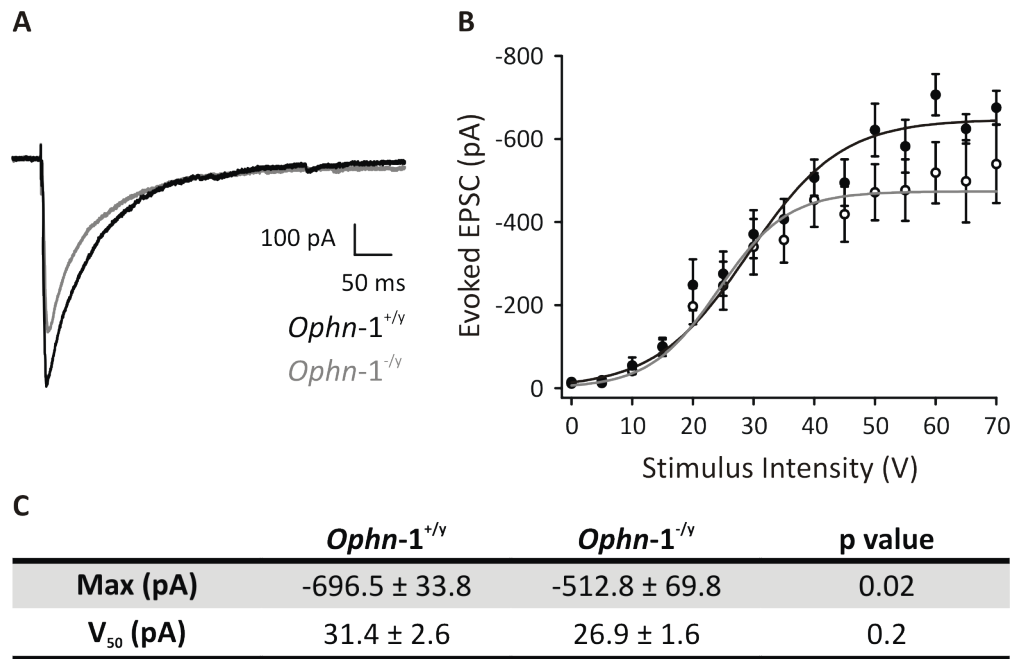 A
100 pA
50 ms
Ophn-1+/y
Ophn-1-/y
B
Evoked EPSC (pA)
-800
-600
-400
-200
0
0 10 20 30 40 50 60 70
Stimulus Intensity (V)
C
Ophn-1+/y Ophn-1-/y p value
Max (pA) -696.5 ± 33.8 -512.8 ± 69.8 0.02
V50 (pA) 31.4 ± 2.6 26.9 ± 1.6 0.2